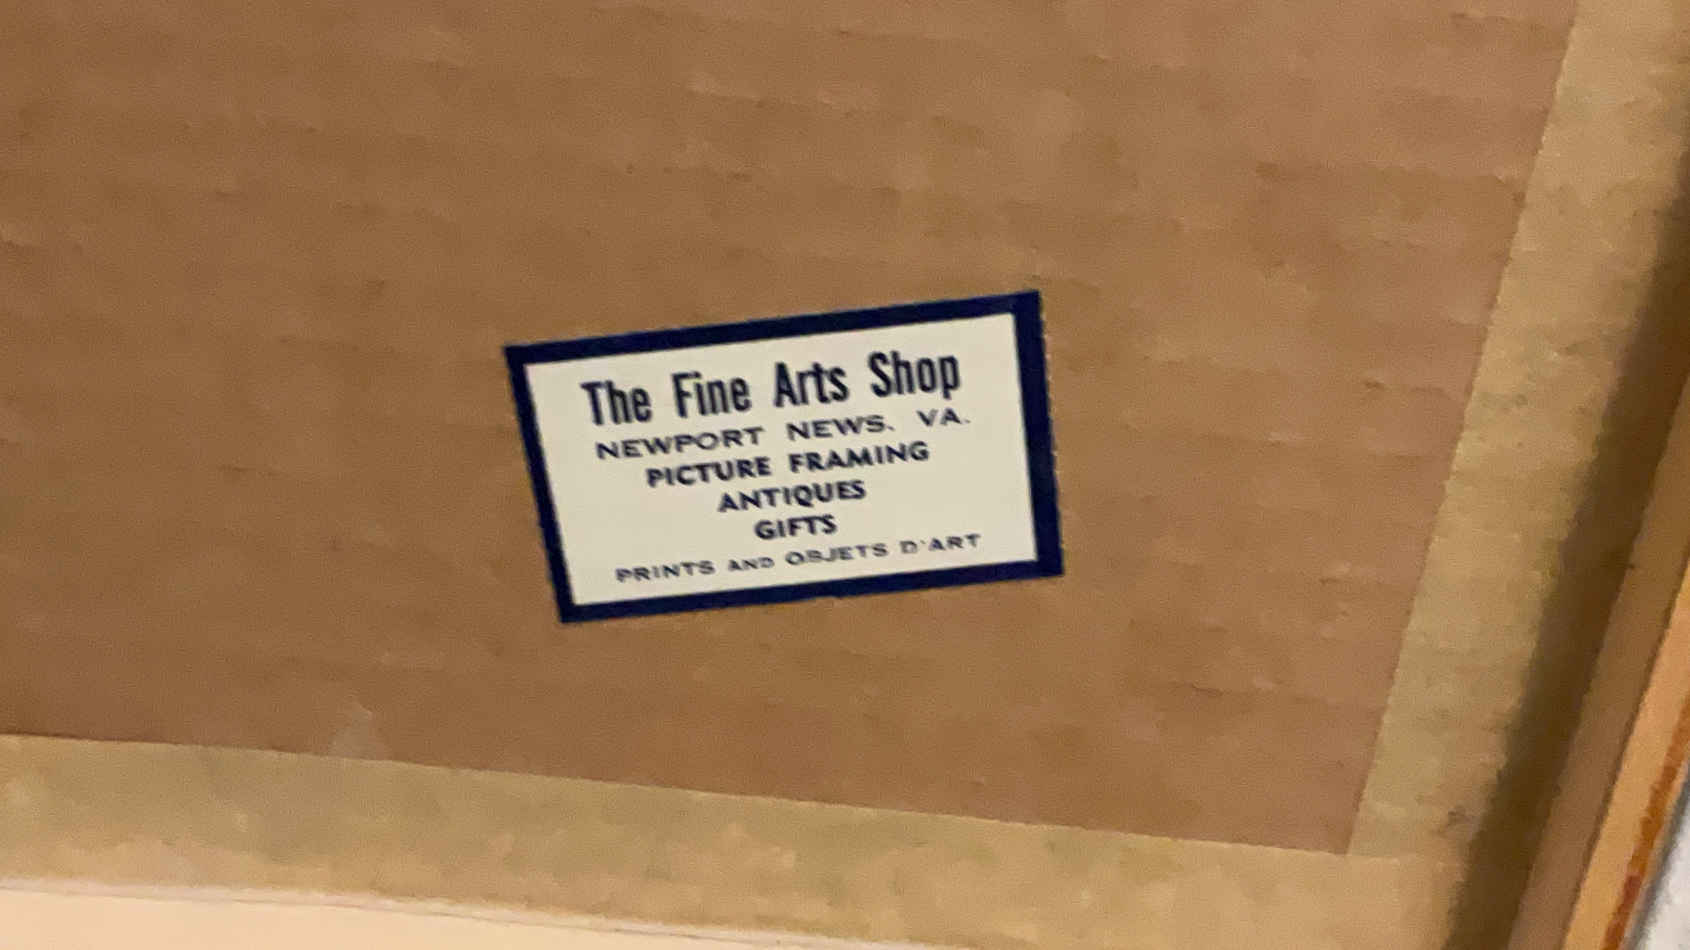 The Fine Arts Shop
NEWPORT NEWS, VA.
PICTURE FRAMING
ANTIQUES
GIFTS
PRINTS AND OBJETS D'ART